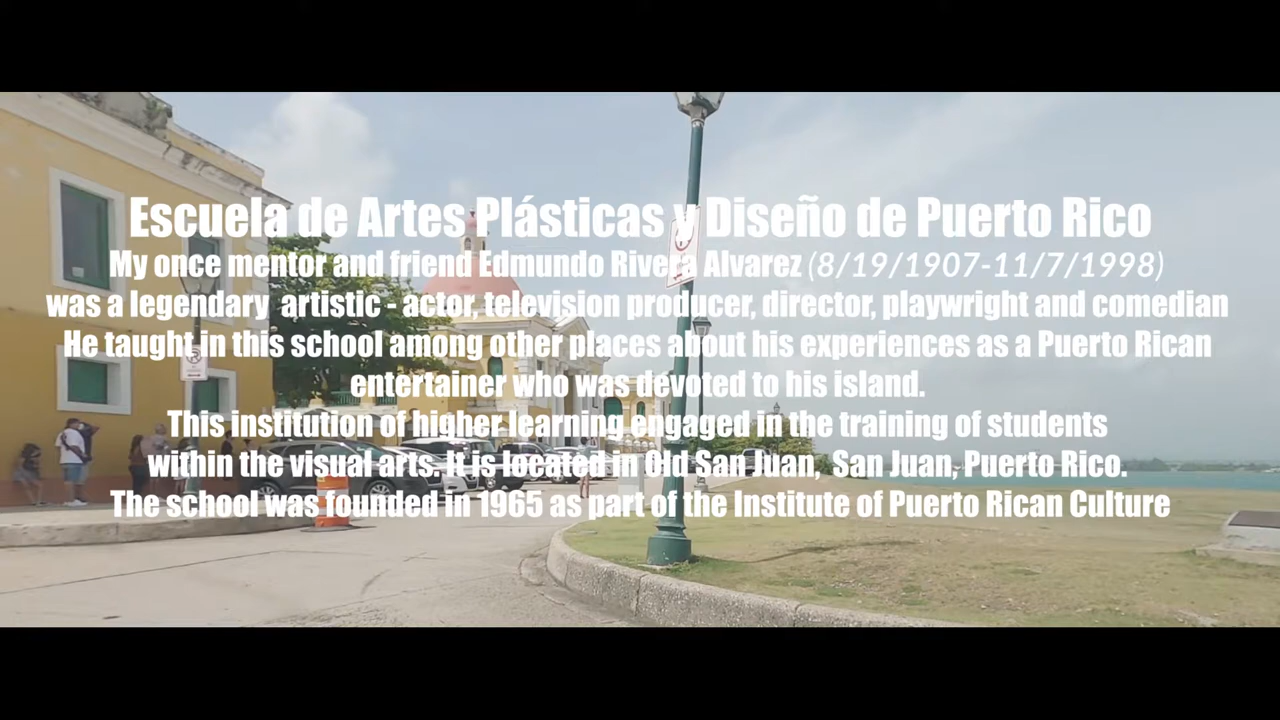 Escuela de Artes Plásticas y Diseño de Puerto Rico
My once mentor and friend Edmundo Rivera Alvarez (8/19/1907-11/7/1998)
was a legendary artistic - actor, television producer, director, playwright and comedian
He taught in this school among other places about his experiences as a Puerto Rican
entertainer who was devoted to his island.
This institution of higher learning engaged in the training of students
within the visual arts. It is located in Old San Juan, San Juan, Puerto Rico.
The school was founded in 1965 as part of the Institute of Puerto Rican Culture